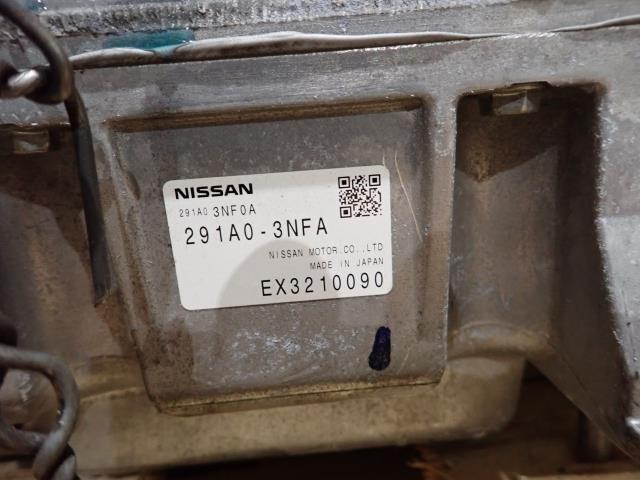 NISSAN
291A0 3NF0A
291A0-3NFA
NISSAN MOTOR.CO.,LTD
MADE IN JAPAN
EX3210090